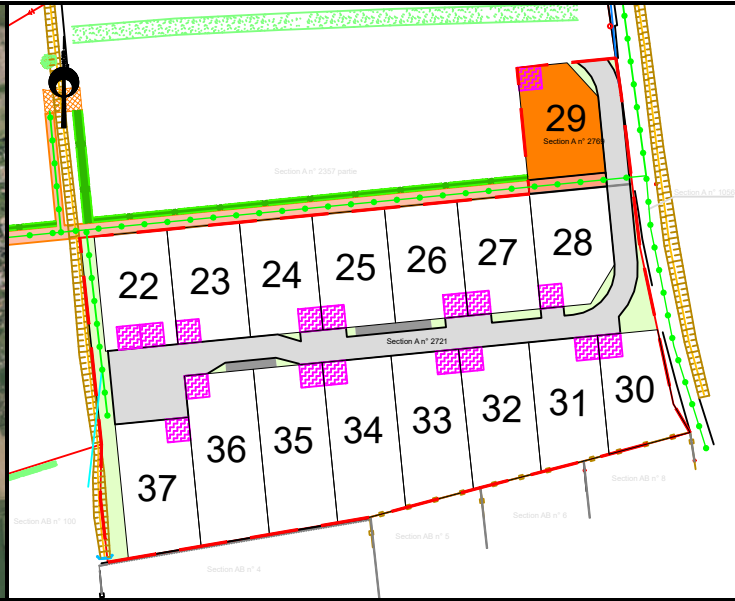 29
Section A n° 2769
Section A n° 2357 partie
Section A n° 1058
28
27
26
25
24
23
22
Section A n° 2721
30
31
32
33
34
35
36
37
Section AB n° 8
Section AB n° 6
Section AB n° 100
Section AB n° 5
Section AB n° 4